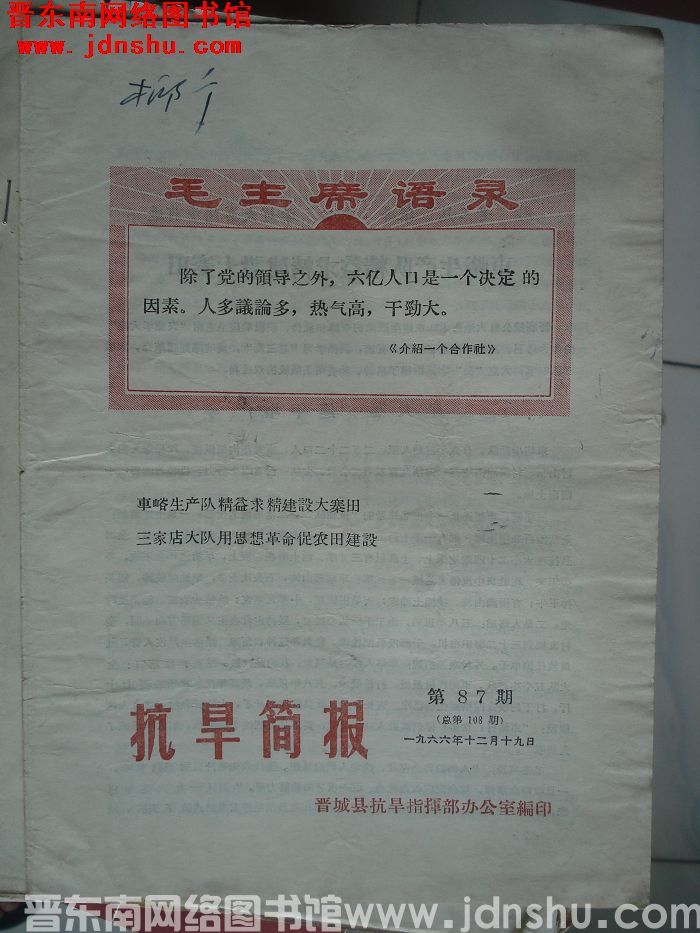 晋东南网络图书馆
www.jdnshu.com
毛主席语录
除了党的領导之外，六亿人口是一个决定的
因素。人多議論多，热气高，干劲大。
《介紹一个合作社》
車峪生产队精益求精建設大寨田
三家店大队用思想革命促农田建設
抗旱简报
第87期
(总第108期)
一九六六年十二月十九日
晋城县抗旱指揮部办公室編印
晋东南网络图书馆www.jdnshu.com